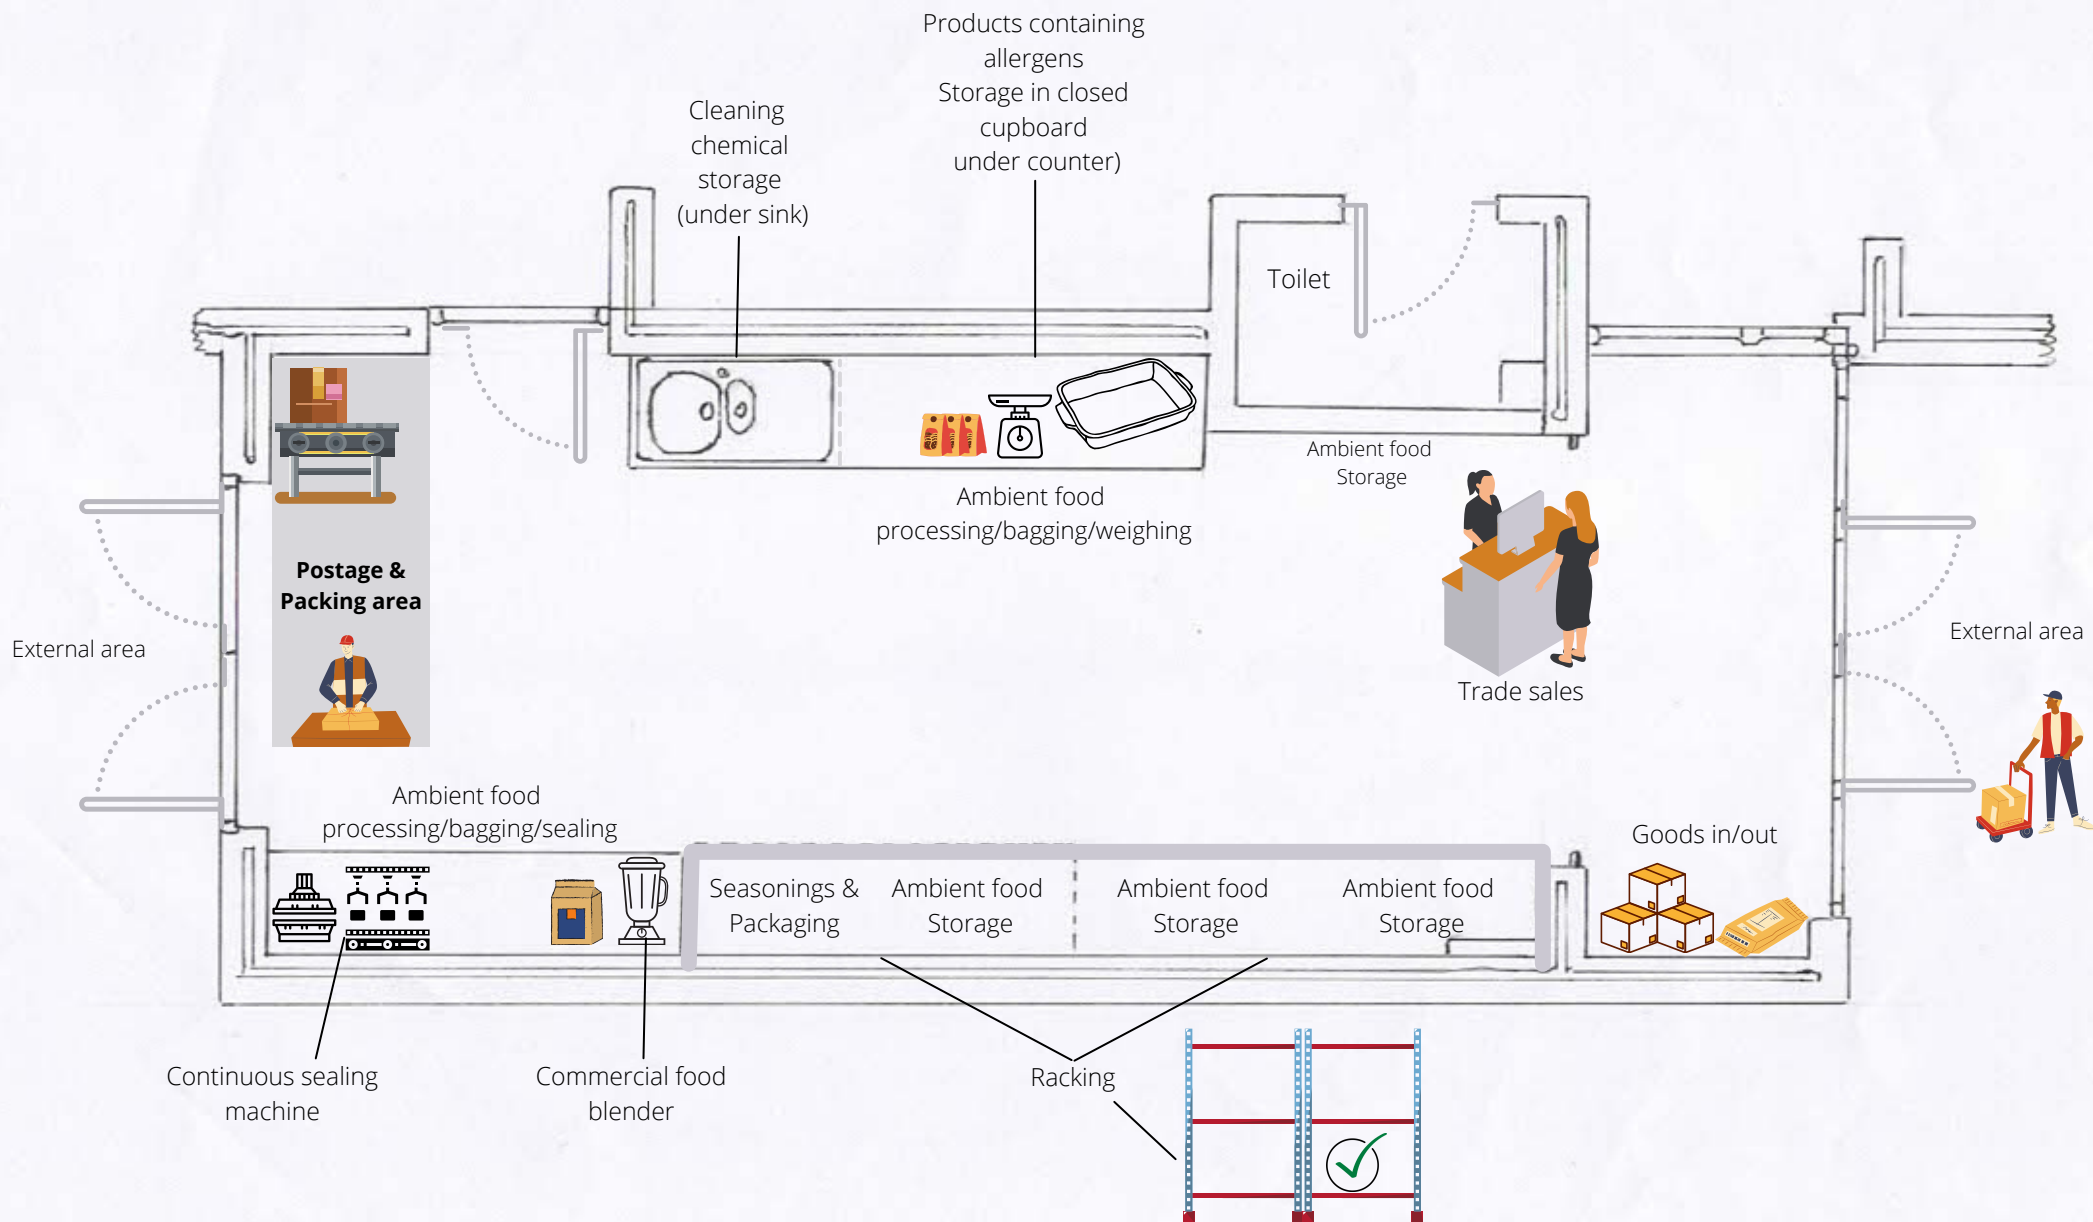 Products containing
allergens
Storage in closed
cupboard
under counter)
Cleaning
chemical
storage
(under sink)
Toilet
Ambient food
Storage
Ambient food
processing/bagging/weighing
Postage &
Packing area
External area
External area
Trade sales
Ambient food
processing/bagging/sealing
Goods in/out
Seasonings &
Packaging
Ambient food
Storage
Ambient food
Storage
Ambient food
Storage
Continuous sealing
machine
Commercial food
blender
Racking